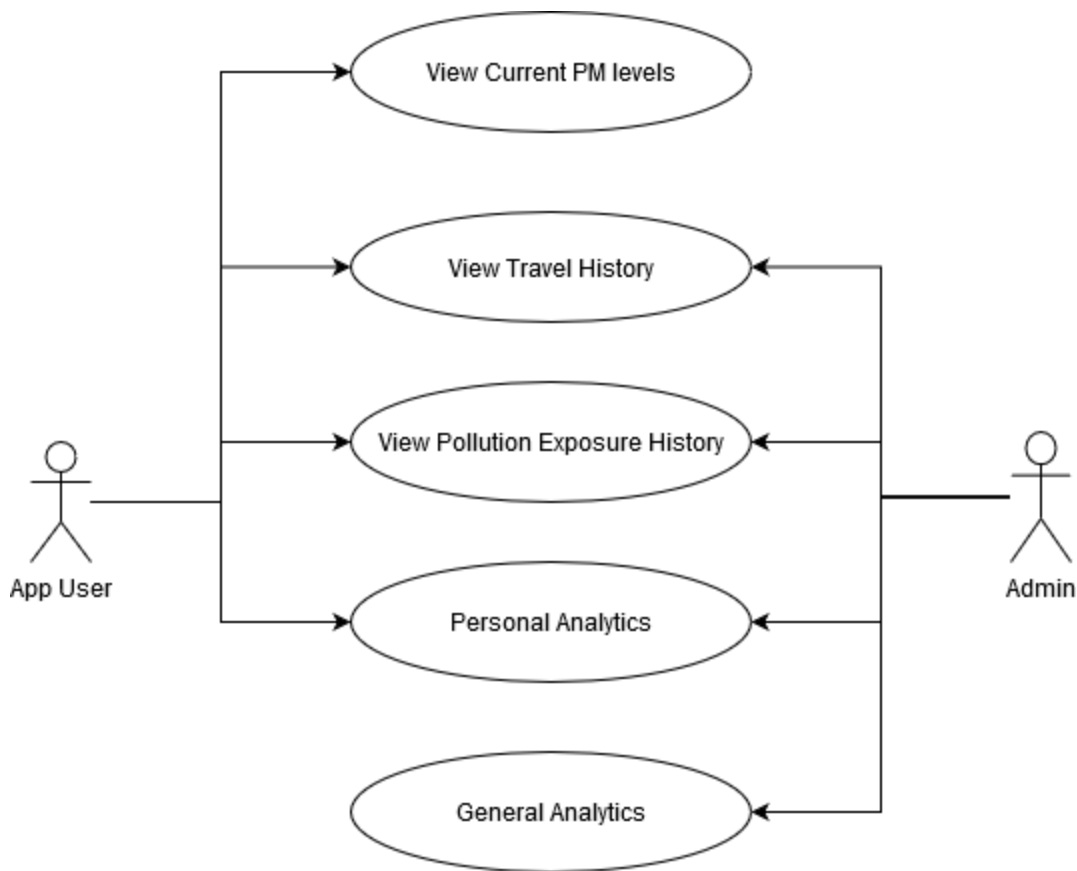 View Current PM levels
View Travel History
View Pollution Exposure History
App User
Admin
Personal Analytics
General Analytics